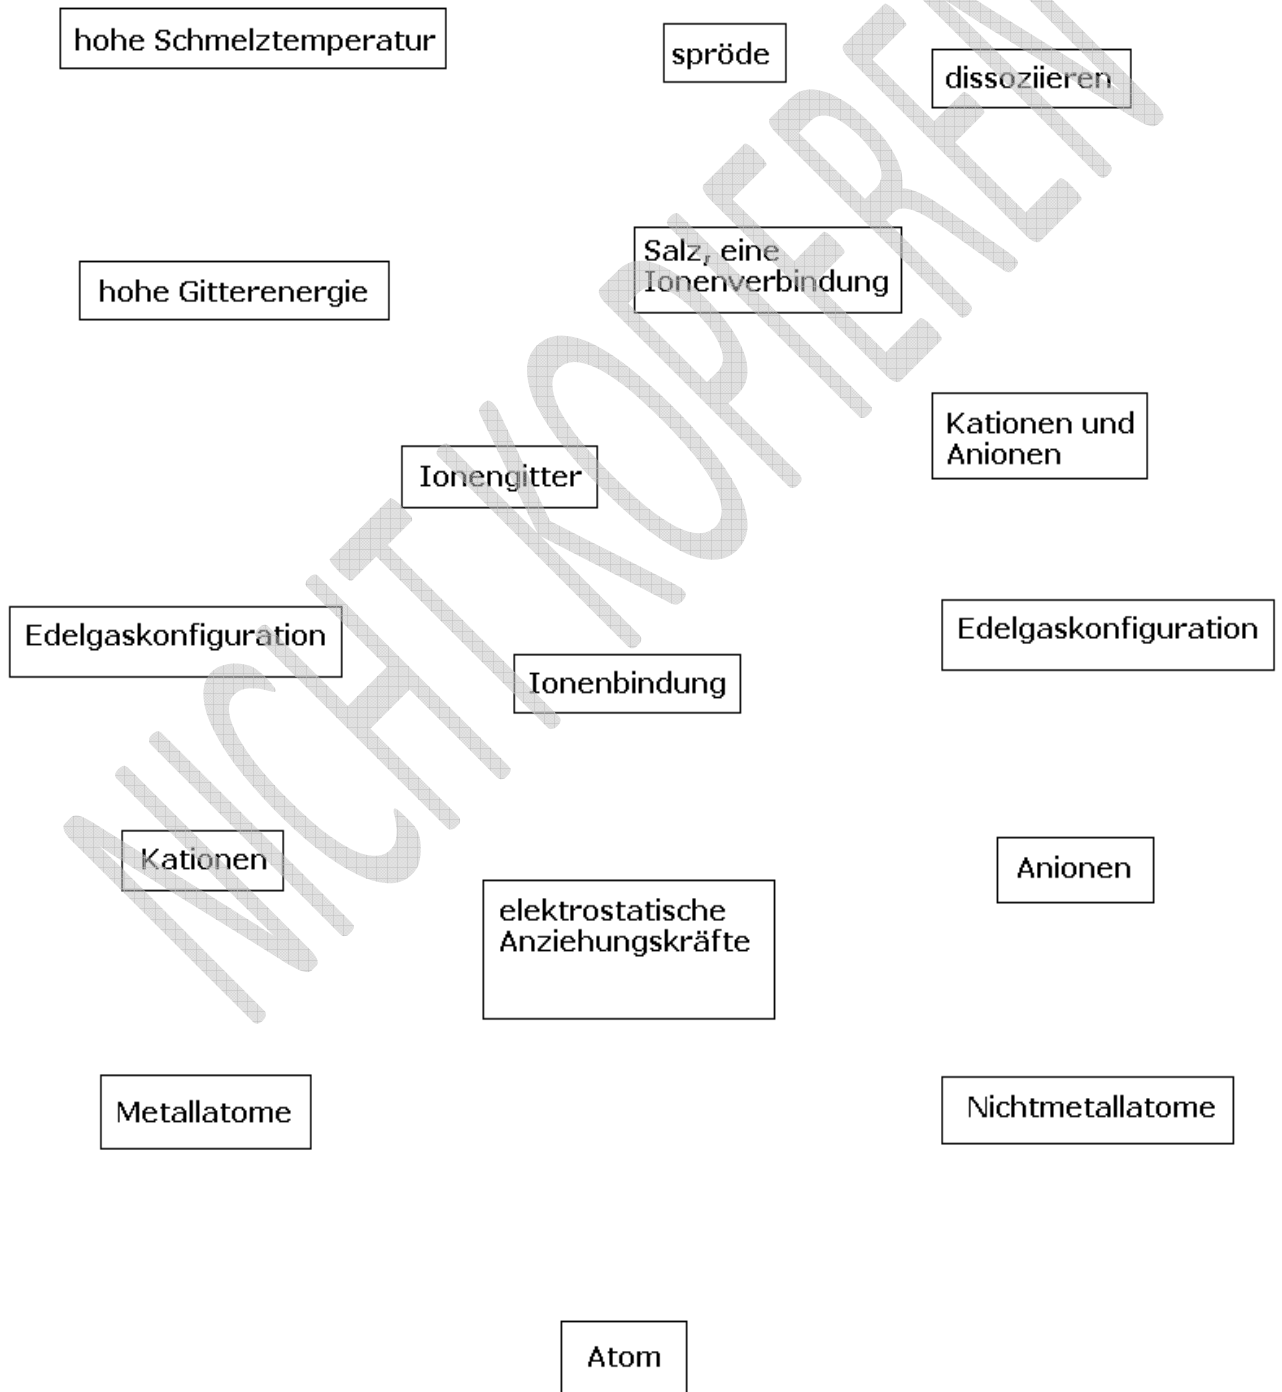 hohe Schmelztemperatur
spröde
dissoziieren
Salz, eine
Ionenverbindung
hohe Gitterenergie
Kationen und
Anionen
Ionengitter
Edelgaskonfiguration
Edelgaskonfiguration
Ionenbindung
Kationen
Anionen
elektrostatische
Anziehungskräfte
Metallatome
Nichtmetallatome
Atom
NICHT KOPIEREN